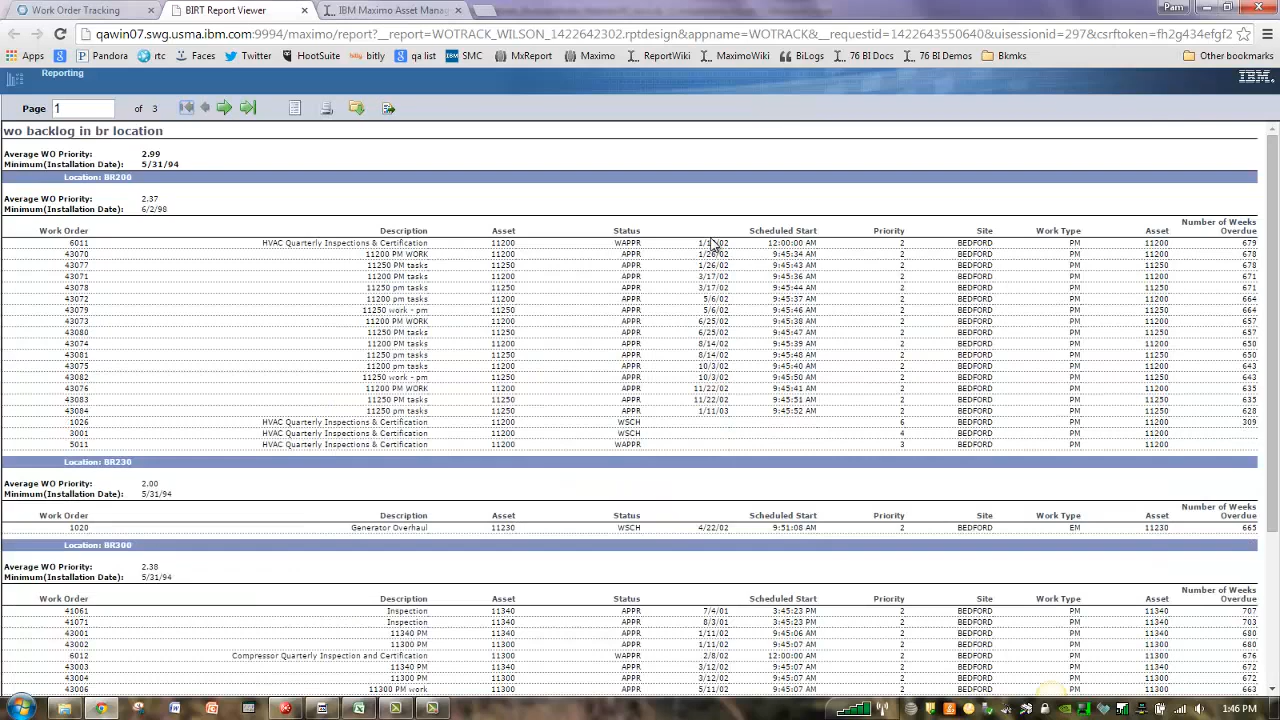 Work Order Tracking
BIRT Report Viewer
IBM Maximo Asset Mana
Pam
qawin07.swg.usma.ibm.com:9994/maximo/report?__report=WOTRACK_WILSON_1422642302.rptdesign&appname=WOTRACK&__requestid=1422643550640&uisessionid=297&csrftoken=fh2g434efgf2
Apps Q Pandora rtc Faces Twitter HootSuite bitly qa list SMC MxReport Maximo ReportWiki MaximoWiki BiLogs 76 BI Docs 76 BI Demos Bkmks Other bookmarks
Reporting
IBM
Page 1 of 3
wo backlog in br location
Average WO Priority: 2.99
Minimum(Installation Date): 5/31/94
Location: BR200
Average WO Priority: 2.37
Minimum(Installation Date): 6/2/98
Work Order Description Asset Status Scheduled Start Priority Site Work Type Asset Number of Weeks Overdue
6011 HVAC Quarterly Inspections & Certification 11200 WAPPR 12:00:00 AM 2 BEDFORD PM 11200 679
43070 11200 PM WORK APPR 1/26/02 9:45:34 AM 2 BEDFORD PM 11200 678
43077 11250 PM tasks 11250 APPR 1/26/02 9:45:43 AM 2 BEDFORD PM 11250 678
43071 11200 PM tasks 11200 APPR 3/17/02 9:45:36 AM 2 BEDFORD PM 11200 671
43078 11250 pm tasks 11250 APPR 3/17/02 9:45:44 AM 2 BEDFORD PM 11250 671
43072 11200 pm tasks 11200 APPR 5/6/02 9:45:37 AM 2 BEDFORD PM 11200 664
43079 11250 work - pm 11250 APPR 5/6/02 9:45:46 AM 2 BEDFORD PM 11250 664
43073 11200 PM WORK 11200 APPR 6/25/02 9:45:38 AM 2 BEDFORD PM 11200 657
43080 11250 PM tasks 11250 APPR 6/25/02 9:45:47 AM 2 BEDFORD PM 11250 657
43074 11200 PM tasks 11200 APPR 8/14/02 9:45:39 AM 2 BEDFORD PM 11200 650
43081 11250 pm tasks 11250 APPR 8/14/02 9:45:48 AM 2 BEDFORD PM 11250 650
43075 11200 pm tasks 11200 APPR 10/3/02 9:45:40 AM 2 BEDFORD PM 11200 643
43082 11250 work - pm 11250 APPR 10/3/02 9:45:50 AM 2 BEDFORD PM 11250 643
43076 11200 PM WORK 11200 APPR 11/22/02 9:45:41 AM 2 BEDFORD PM 11200 635
43083 11250 PM tasks 11250 APPR 11/22/02 9:45:51 AM 2 BEDFORD PM 11250 635
43084 11250 pm tasks 11250 APPR 1/11/03 9:45:52 AM 2 BEDFORD PM 11250 628
1026 HVAC Quarterly Inspections & Certification 11200 WSCH 6 BEDFORD PM 11200 309
3001 HVAC Quarterly Inspections & Certification 11200 WSCH 4 BEDFORD PM 11200
5011 HVAC Quarterly Inspections & Certification 11200 WAPPR 3 BEDFORD PM 11200
Location: BR230
Average WO Priority: 2.00
Minimum(Installation Date): 5/31/94
Work Order Description Asset Status Scheduled Start Priority Site Work Type Asset Number of Weeks Overdue
1020 Generator Overhaul 11230 WSCH 4/22/02 9:51:08 AM 2 BEDFORD EM 11230 665
Location: BR300
Average WO Priority: 2.38
Minimum(Installation Date): 5/31/94
Work Order Description Asset Status Scheduled Start Priority Site Work Type Asset Number of Weeks Overdue
41061 Inspection 11340 APPR 7/4/01 3:45:23 PM 2 BEDFORD PM 11340 707
41071 Inspection 11340 APPR 8/3/01 3:45:23 PM 2 BEDFORD PM 11340 703
43001 11340 PM 11340 APPR 1/11/02 9:45:06 AM 2 BEDFORD PM 11340 680
43002 11300 PM 11300 APPR 1/11/02 9:45:07 AM 2 BEDFORD PM 11300 680
6012 Compressor Quarterly Inspection and Certification 11300 WAPPR 2/8/02 12:00:00 AM 2 BEDFORD PM 11300 676
43003 11340 PM 11340 APPR 3/12/02 9:45:07 AM 2 BEDFORD PM 11340 672
43004 11300 PM 11300 APPR 3/12/02 9:45:07 AM 2 BEDFORD PM 11300 672
43006 11300 PM work 11300 APPR 5/11/02 9:45:07 AM 2 BEDFORD PM 11300 663
1:46 PM